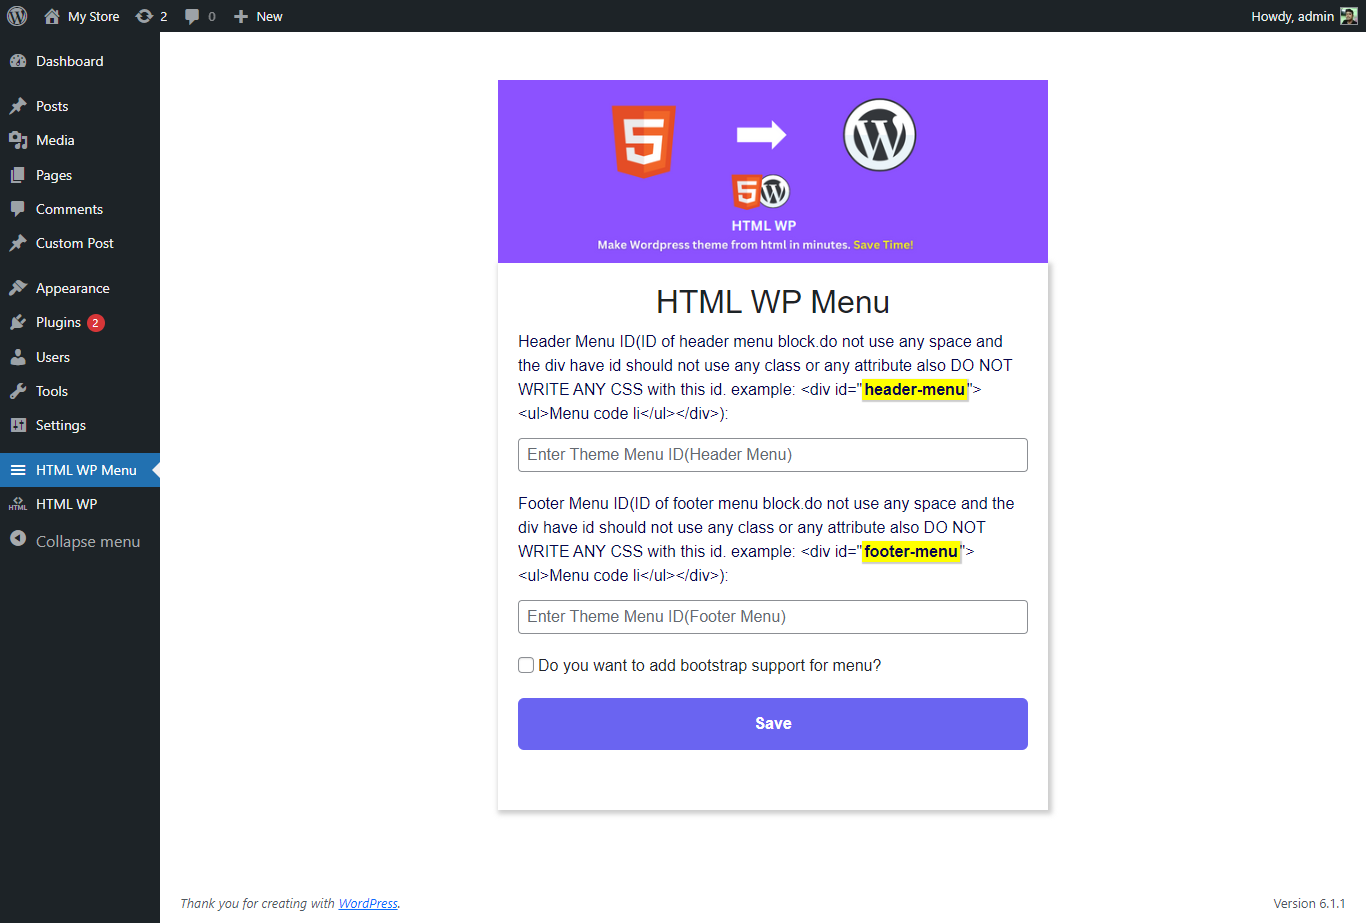 My Store 2 0 New Howdy, admin
Dashboard
Posts
Media
Pages
Comments
Custom Post
Appearance
Plugins 2
Users
Tools
Settings
HTML WP Menu
HTML HTML WP
Collapse menu
HTML WP
Make Wordpress theme from html in minutes. Save Time!
HTML WP Menu
Header Menu ID(ID of header menu block.do not use any space and
the div have id should not use any class or any attribute also DO NOT
WRITE ANY CSS with this id. example: <div id="header-menu">
<ul>Menu code li</ul></div>):
Enter Theme Menu ID(Header Menu)
Footer Menu ID(ID of footer menu block.do not use any space and the
div have id should not use any class or any attribute also DO NOT
WRITE ANY CSS with this id. example: <div id="footer-menu">
<ul>Menu code li</ul></div>):
Enter Theme Menu ID(Footer Menu)
Do you want to add bootstrap support for menu?
Save
Thank you for creating with WordPress.
Version 6.1.1